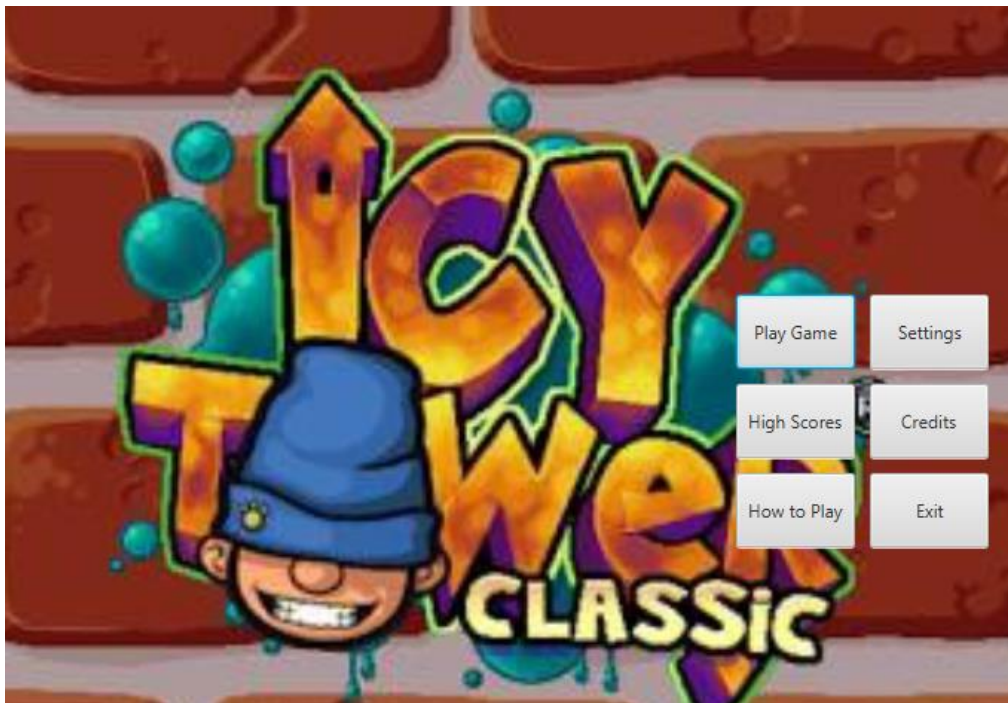 ICY
TOWeR
CLASSiC
Play Game
Settings
High Scores
Credits
How to Play
Exit